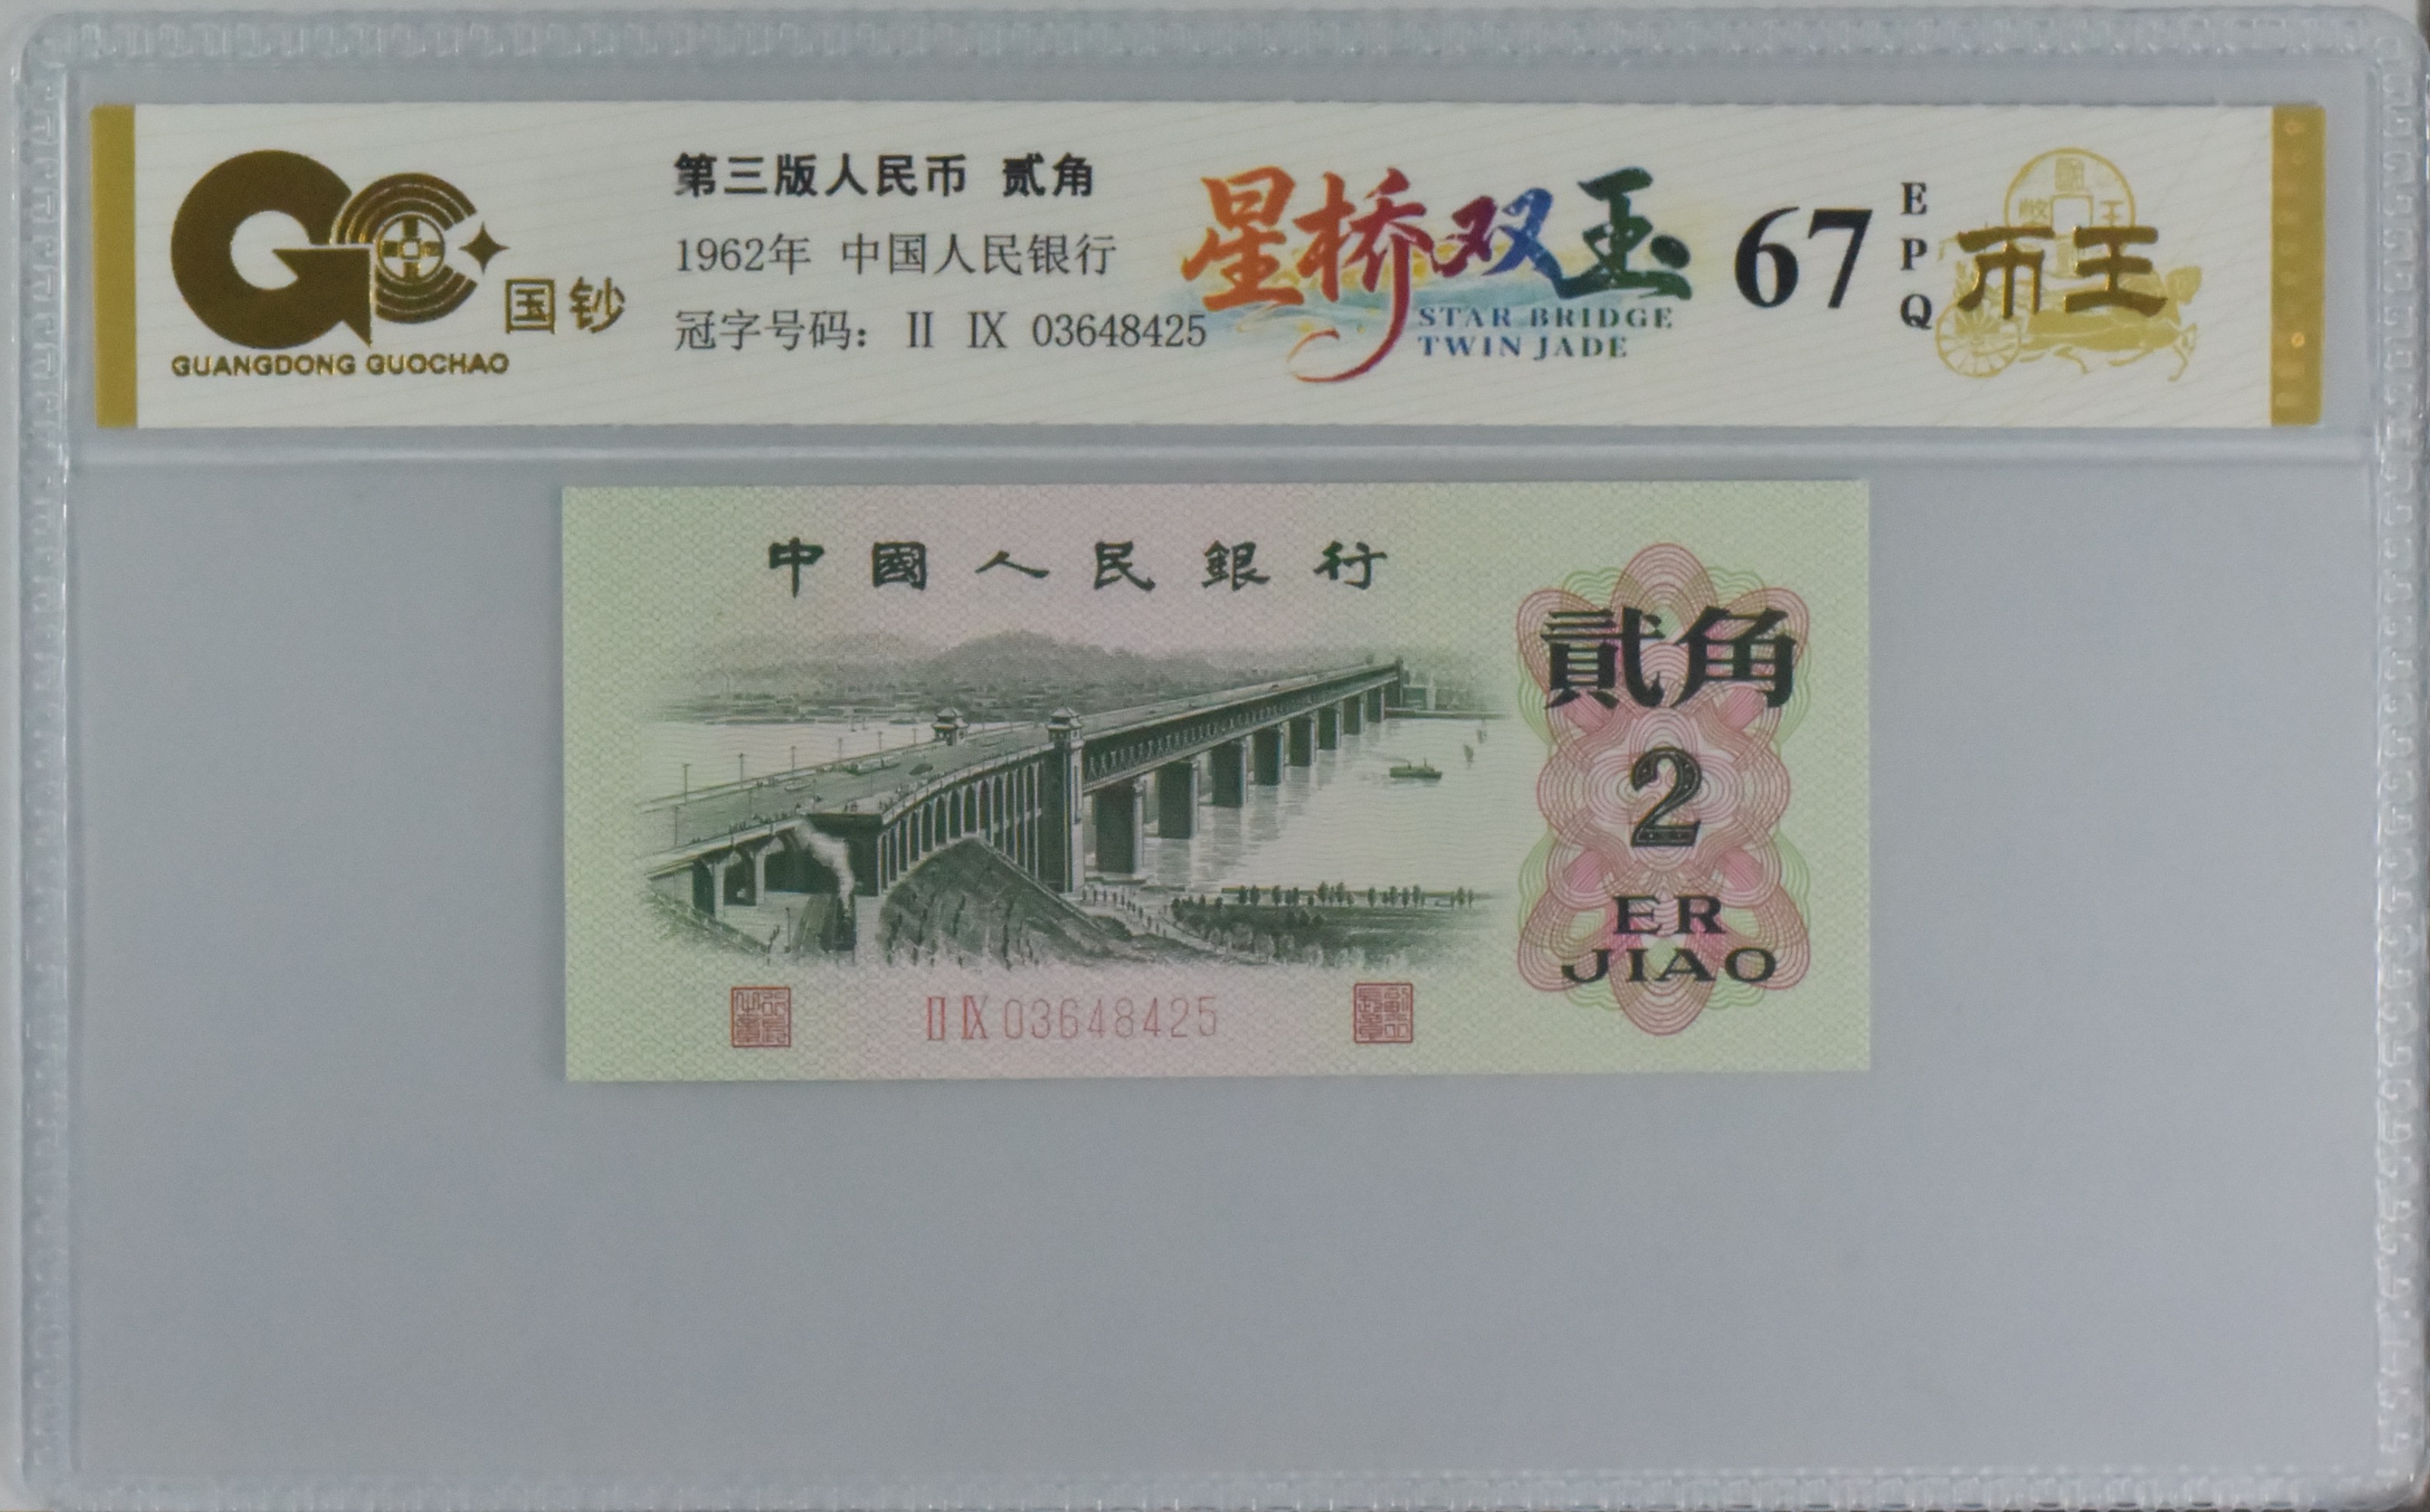 国钞
GUANGDONG GUOCHAO
第三版人民币 贰角
1962年 中国人民银行
冠字号码： II IX 03648425
星桥双玉
STAR BRIDGE
TWIN JADE
67
EPQ
币王
中國人民銀行
貳角
2
ER
JIAO
II IX 03648425